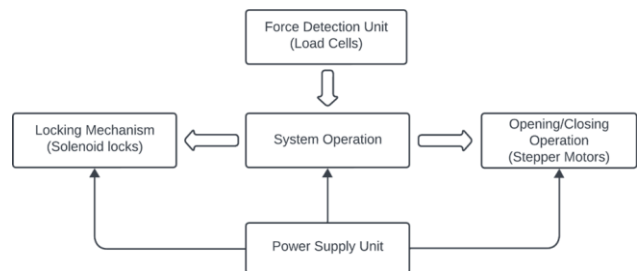 Force Detection Unit
(Load Cells)
Locking Mechanism
(Solenoid locks)
System Operation
Opening/Closing
Operation
(Stepper Motors)
Power Supply Unit